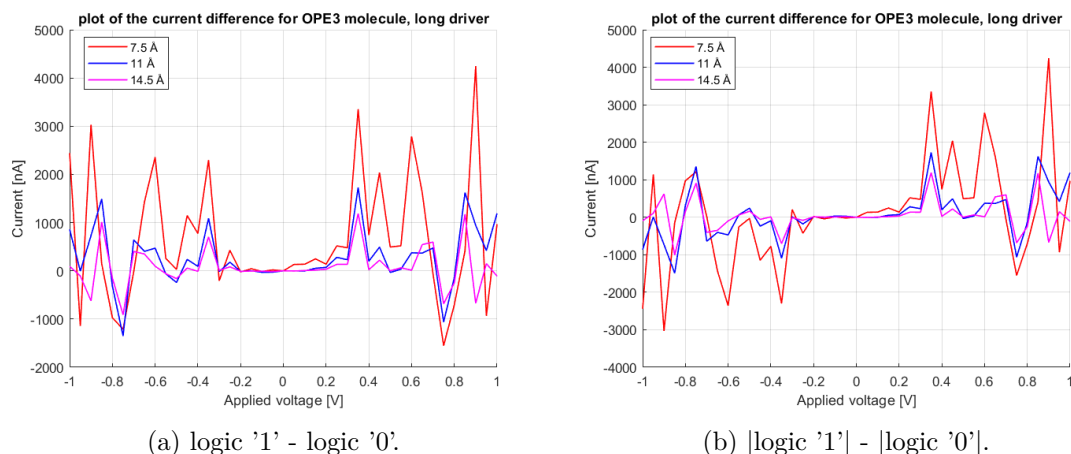 plot of the current difference for OPE3 molecule, long driver
5000
4000
3000
2000
1000
0
-1000
-2000
Current [nA]
7.5 Å
11 Å
14.5 Å
-1 -0.8 -0.6 -0.4 -0.2 0 0.2 0.4 0.6 0.8 1
Applied voltage [V]
(a) logic '1' - logic '0'.
plot of the current difference for OPE3 molecule, long driver
5000
4000
3000
2000
1000
0
-1000
-2000
-3000
-4000
Current [nA]
7.5 Å
11 Å
14.5 Å
-1 -0.8 -0.6 -0.4 -0.2 0 0.2 0.4 0.6 0.8 1
Applied voltage [V]
(b) |logic '1'| - |logic '0'|.